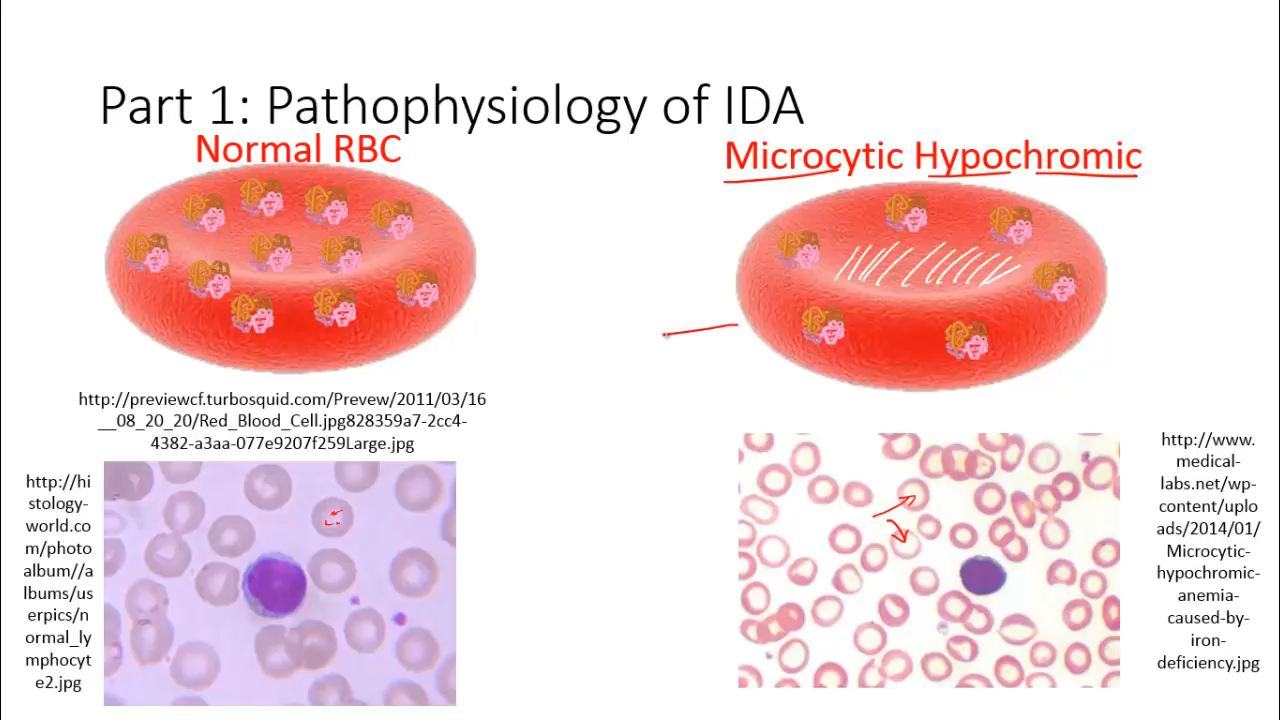 Part 1: Pathophysiology of IDA
Normal RBC
Microcytic Hypochromic
http://previewcf.turbosquid.com/Prevew/2011/03/16
__08_20_20/Red_Blood_Cell.jpg828359a7-2cc4-
4382-a3aa-077e9207f259Large.jpg
http://hi
stology-
world.co
m/photo
album//a
lbums/us
erpics/n
ormal_ly
mphocyt
e2.jpg
http://www.
medical-
labs.net/wp-
content/uplo
ads/2014/01/
Microcytic-
hypochromic-
anemia-
caused-by-
iron-
deficiency.jpg